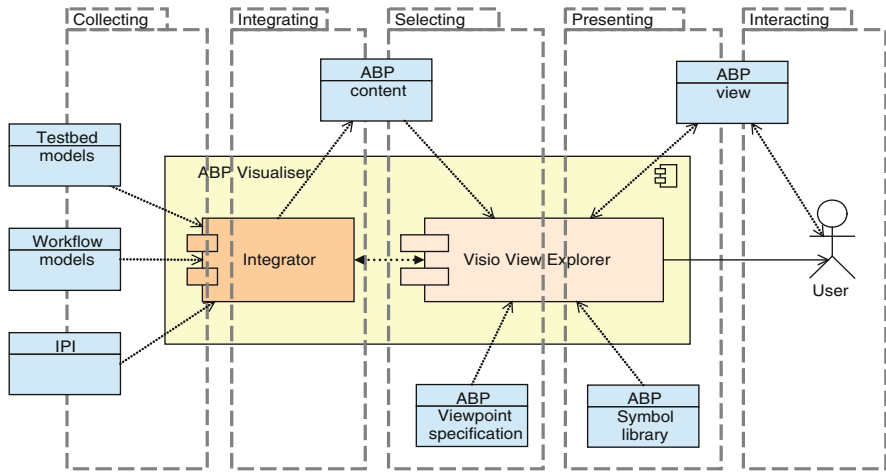 Collecting
Integrating
Selecting
Presenting
Interacting
ABP
content
ABP
view
Testbed
models
ABP Visualiser
Workflow
models
Integrator
Visio View Explorer
User
IPI
ABP
Viewpoint
specification
ABP
Symbol
library